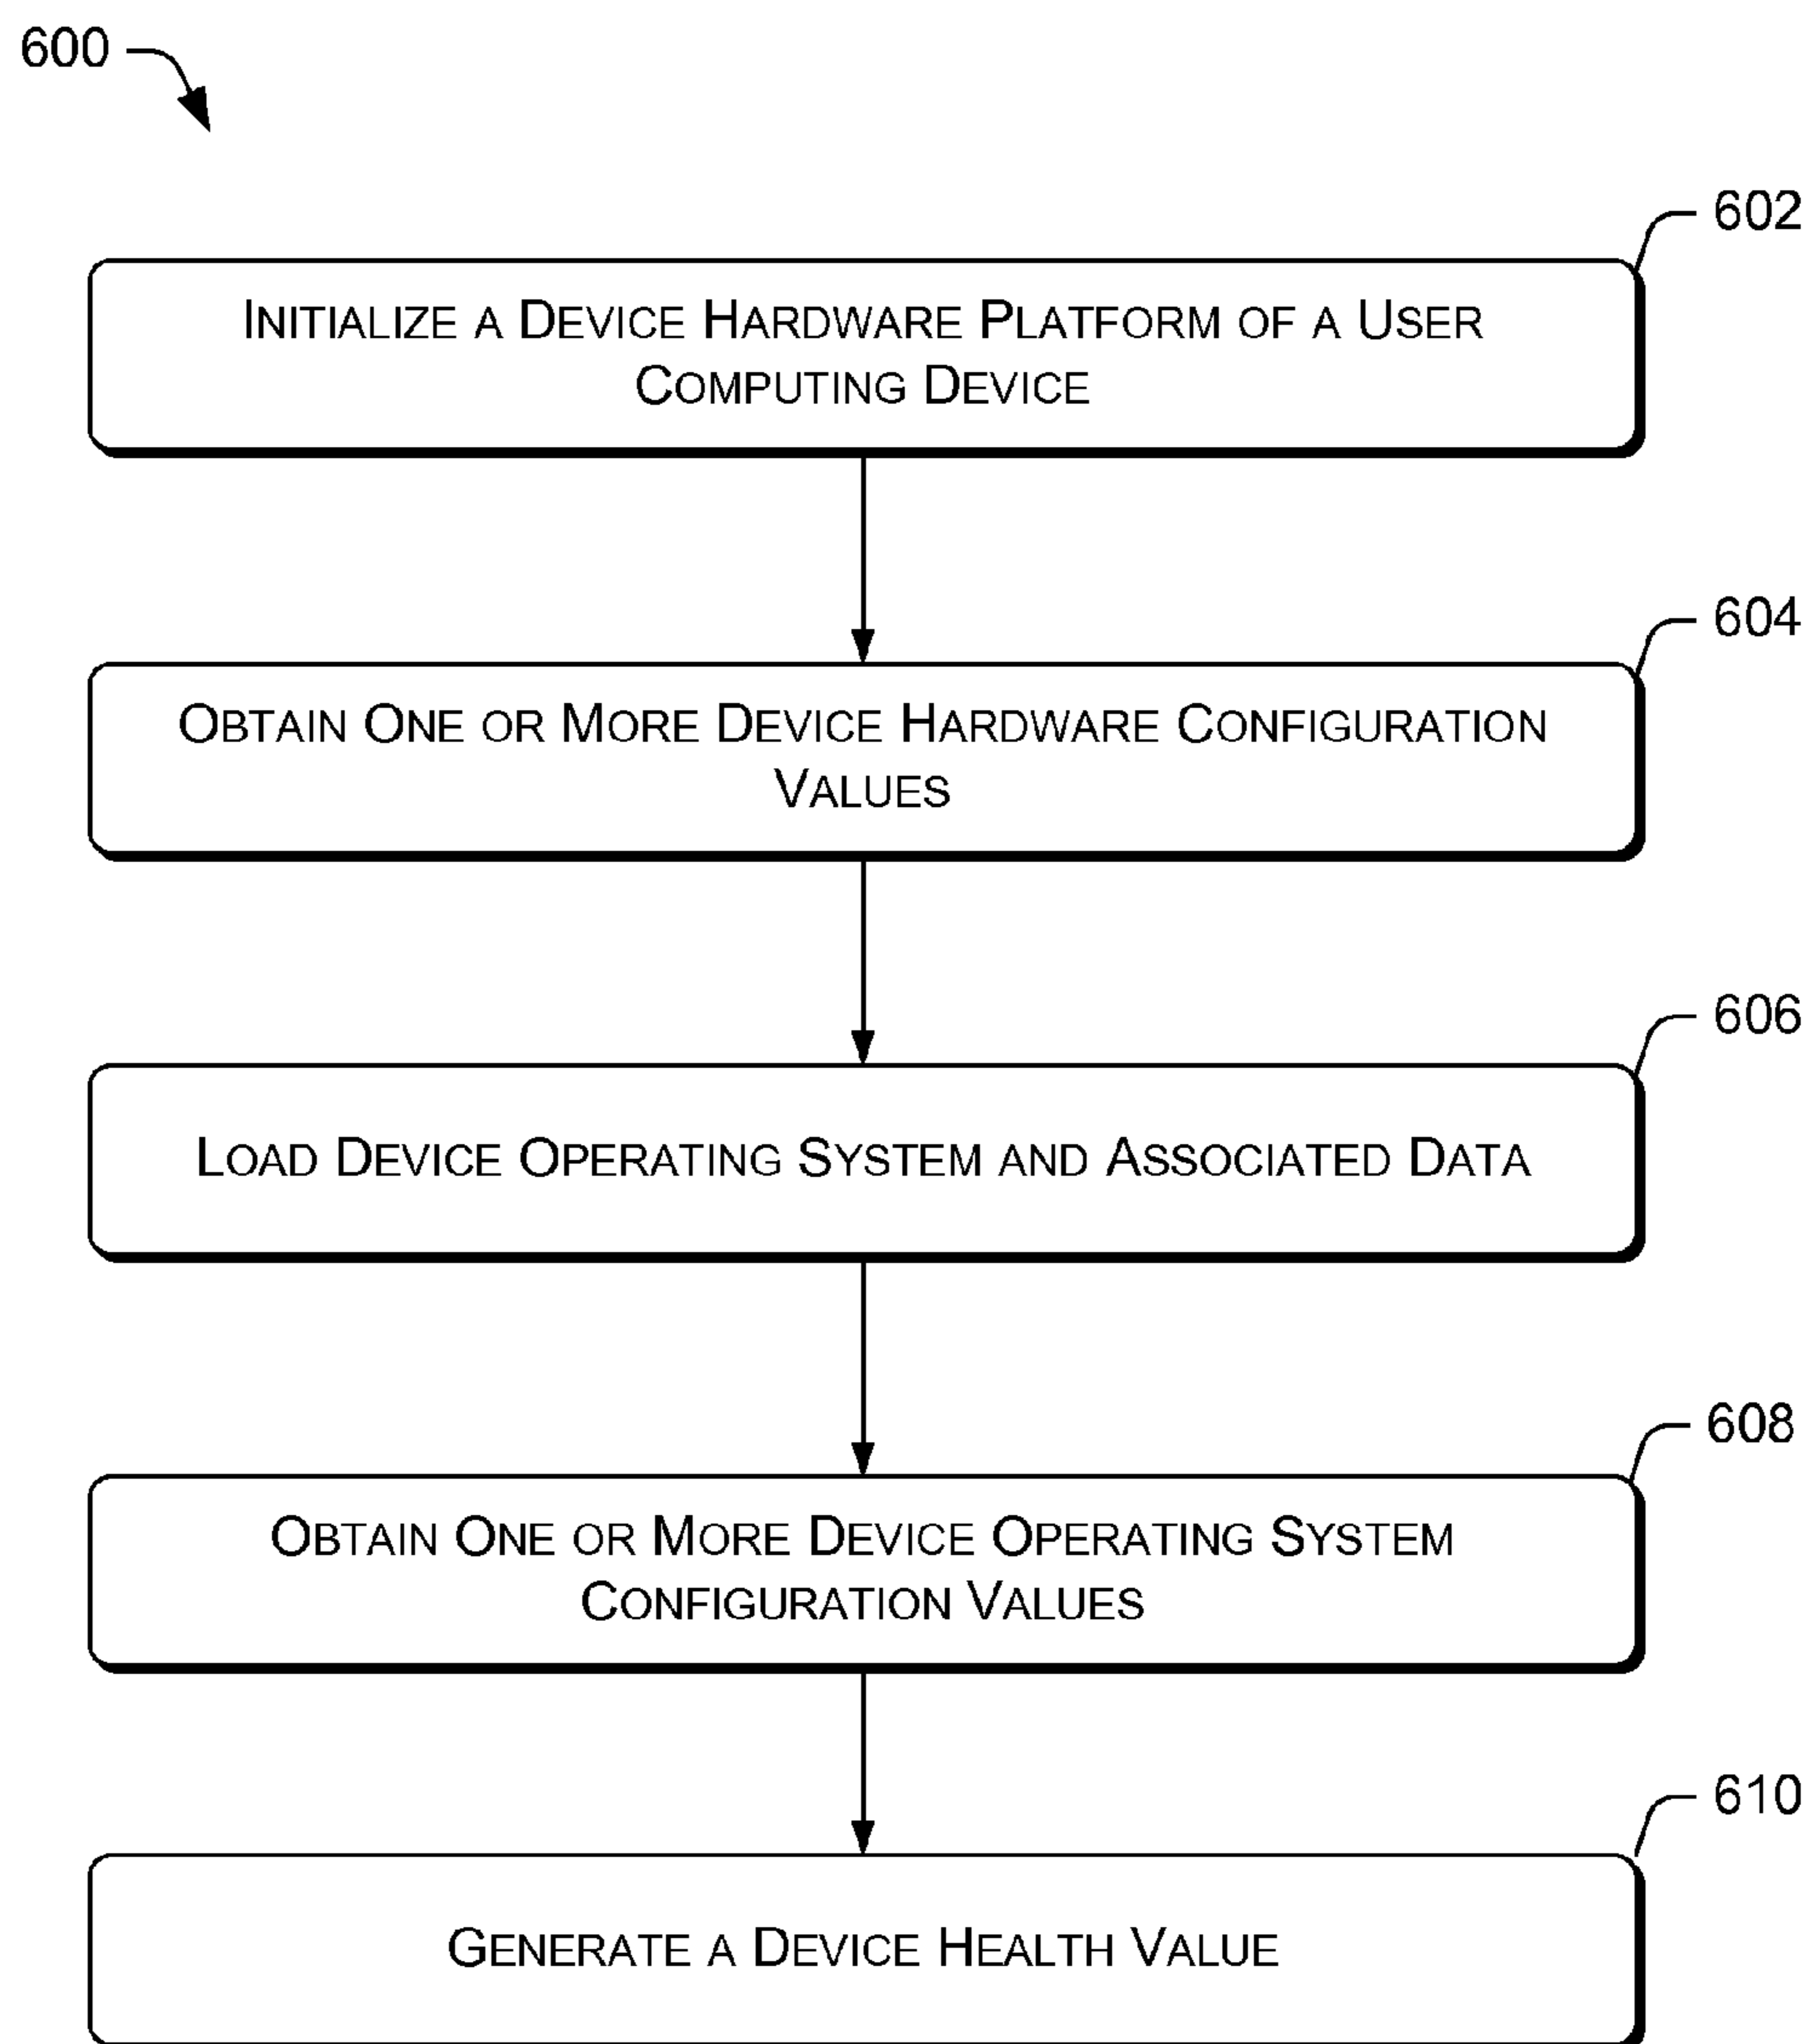 600
602
INITIALIZE A DEVICE HARDWARE PLATFORM OF A USER
COMPUTING DEVICE
604
OBTAIN ONE OR MORE DEVICE HARDWARE CONFIGURATION
VALUES
606
LOAD DEVICE OPERATING SYSTEM AND ASSOCIATED DATA
608
OBTAIN ONE OR MORE DEVICE OPERATING SYSTEM
CONFIGURATION VALUES
610
GENERATE A DEVICE HEALTH VALUE